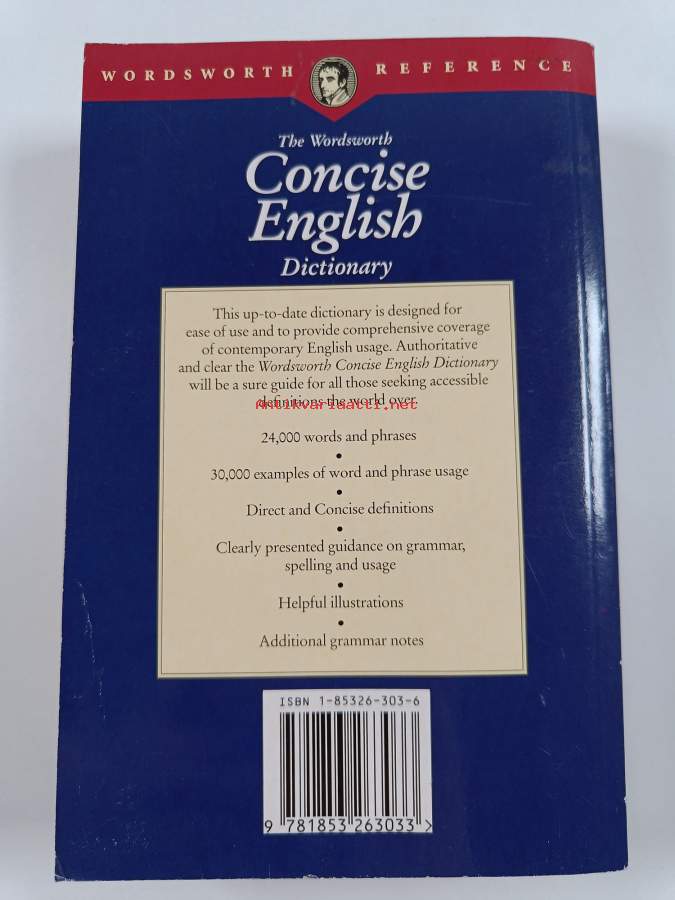 WORDSWORTH REFERENCE
The Wordsworth
Concise
English
Dictionary
This up-to-date dictionary is designed for
ease of use and to provide comprehensive coverage
of contemporary English usage. Authoritative
and clear the Wordsworth Concise English Dictionary
will be a sure guide for all those seeking accessible
definitions the world over.
Antikvariaatti.net
24,000 words and phrases
•
30,000 examples of word and phrase usage
•
Direct and Concise definitions
•
Clearly presented guidance on grammar,
spelling and usage
•
Helpful illustrations
•
Additional grammar notes
ISBN 1-85326-303-6
9 781853 263033 >